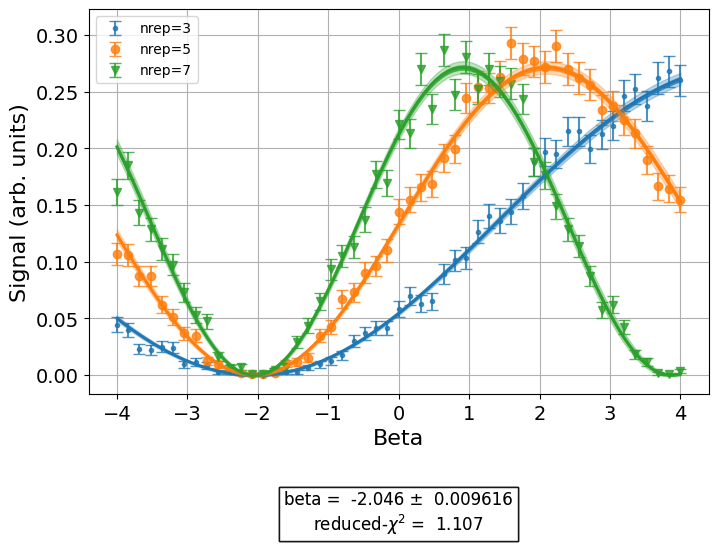 nrep=3
nrep=5
nrep=7
Signal (arb. units)
0.30
0.25
0.20
0.15
0.10
0.05
0.00
−4 −3 −2 −1 0 1 2 3 4
Beta
beta = -2.046 ± 0.009616
reduced-χ² = 1.107